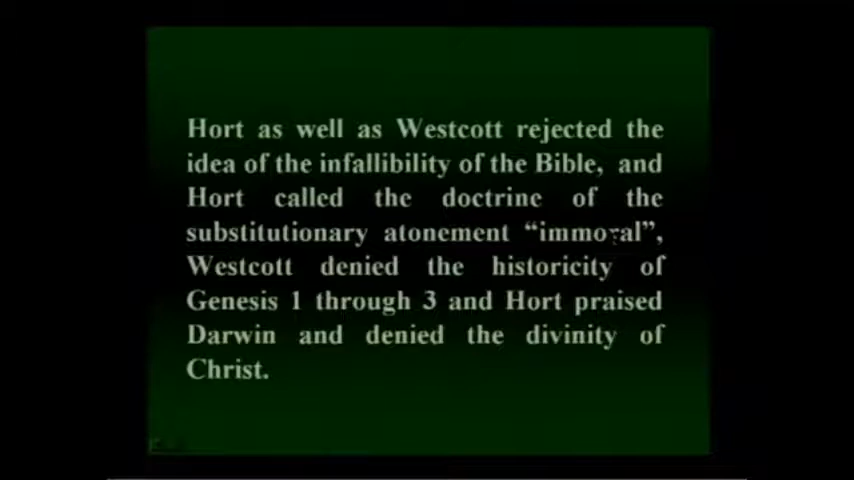 Hort as well as Westcott rejected the
idea of the infallibility of the Bible, and
Hort called the doctrine of the
substitutionary atonement “immoral”,
Westcott denied the historicity of
Genesis 1 through 3 and Hort praised
Darwin and denied the divinity of
Christ.